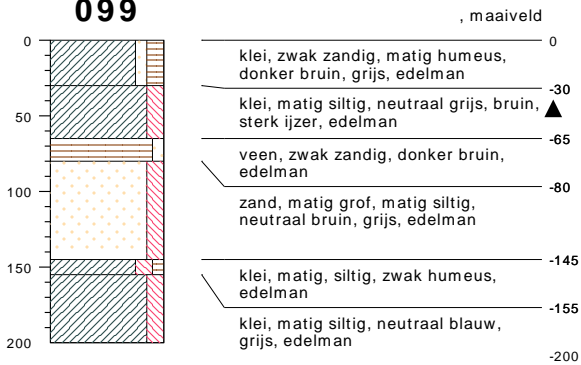 099
, maaiveld
0
0
klei, zwak zandig, matig humeus,
donker bruin, grijs, edelman
-30
klei, matig siltig, neutraal grijs, bruin,
sterk ijzer, edelman
50
-65
veen, zwak zandig, donker bruin,
edelman
-80
100
zand, matig grof, matig siltig,
neutraal bruin, grijs, edelman
-145
150
klei, matig, siltig, zwak humeus,
edelman
-155
klei, matig siltig, neutraal blauw,
grijs, edelman
200
-200